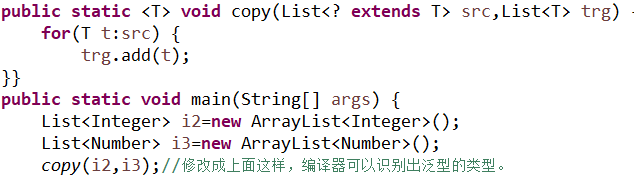 public static <T> void copy(List<? extends T> src,List<T> trg) {
for(T t:src) {
trg.add(t);
}}
public static void main(String[] args) {
List<Integer> i2=new ArrayList<Integer>();
List<Number> i3=new ArrayList<Number>();
copy(i2,i3);//修改成上面这样，编译器可以识别出泛型的类型。